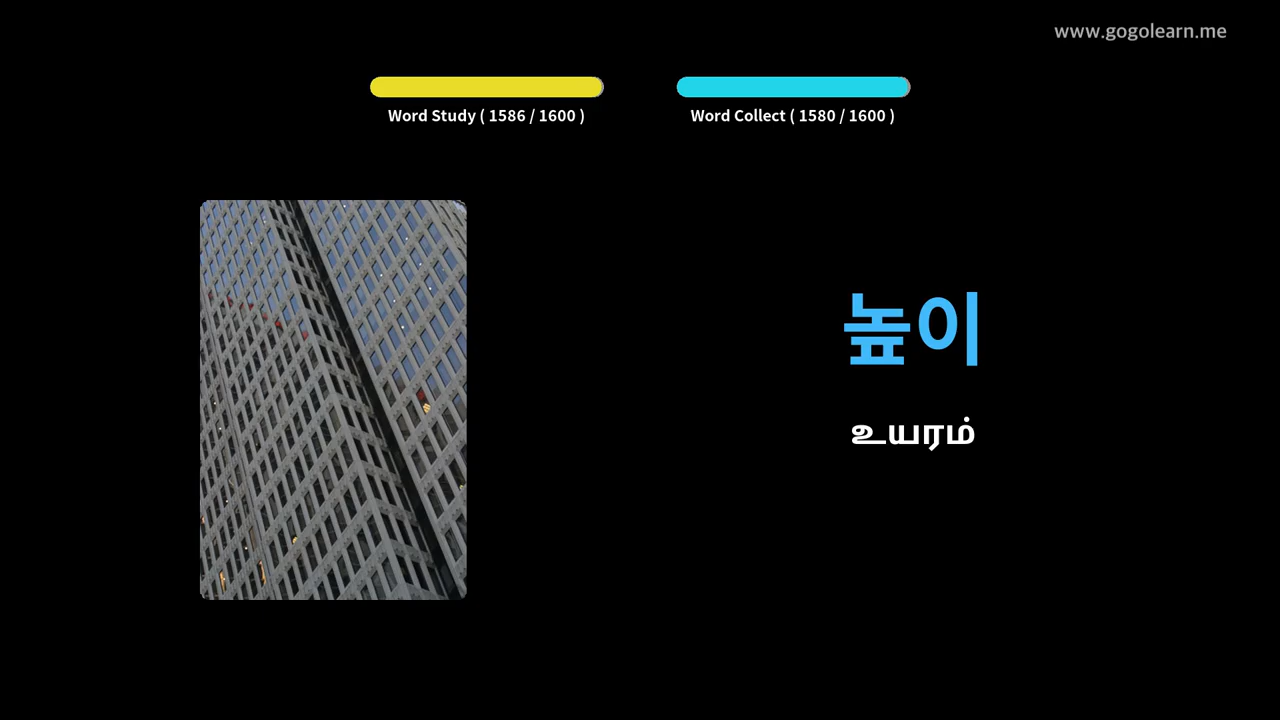 www.gogolearn.me
Word Study ( 1586 / 1600 )
Word Collect ( 1580 / 1600 )
높이
உயரம்